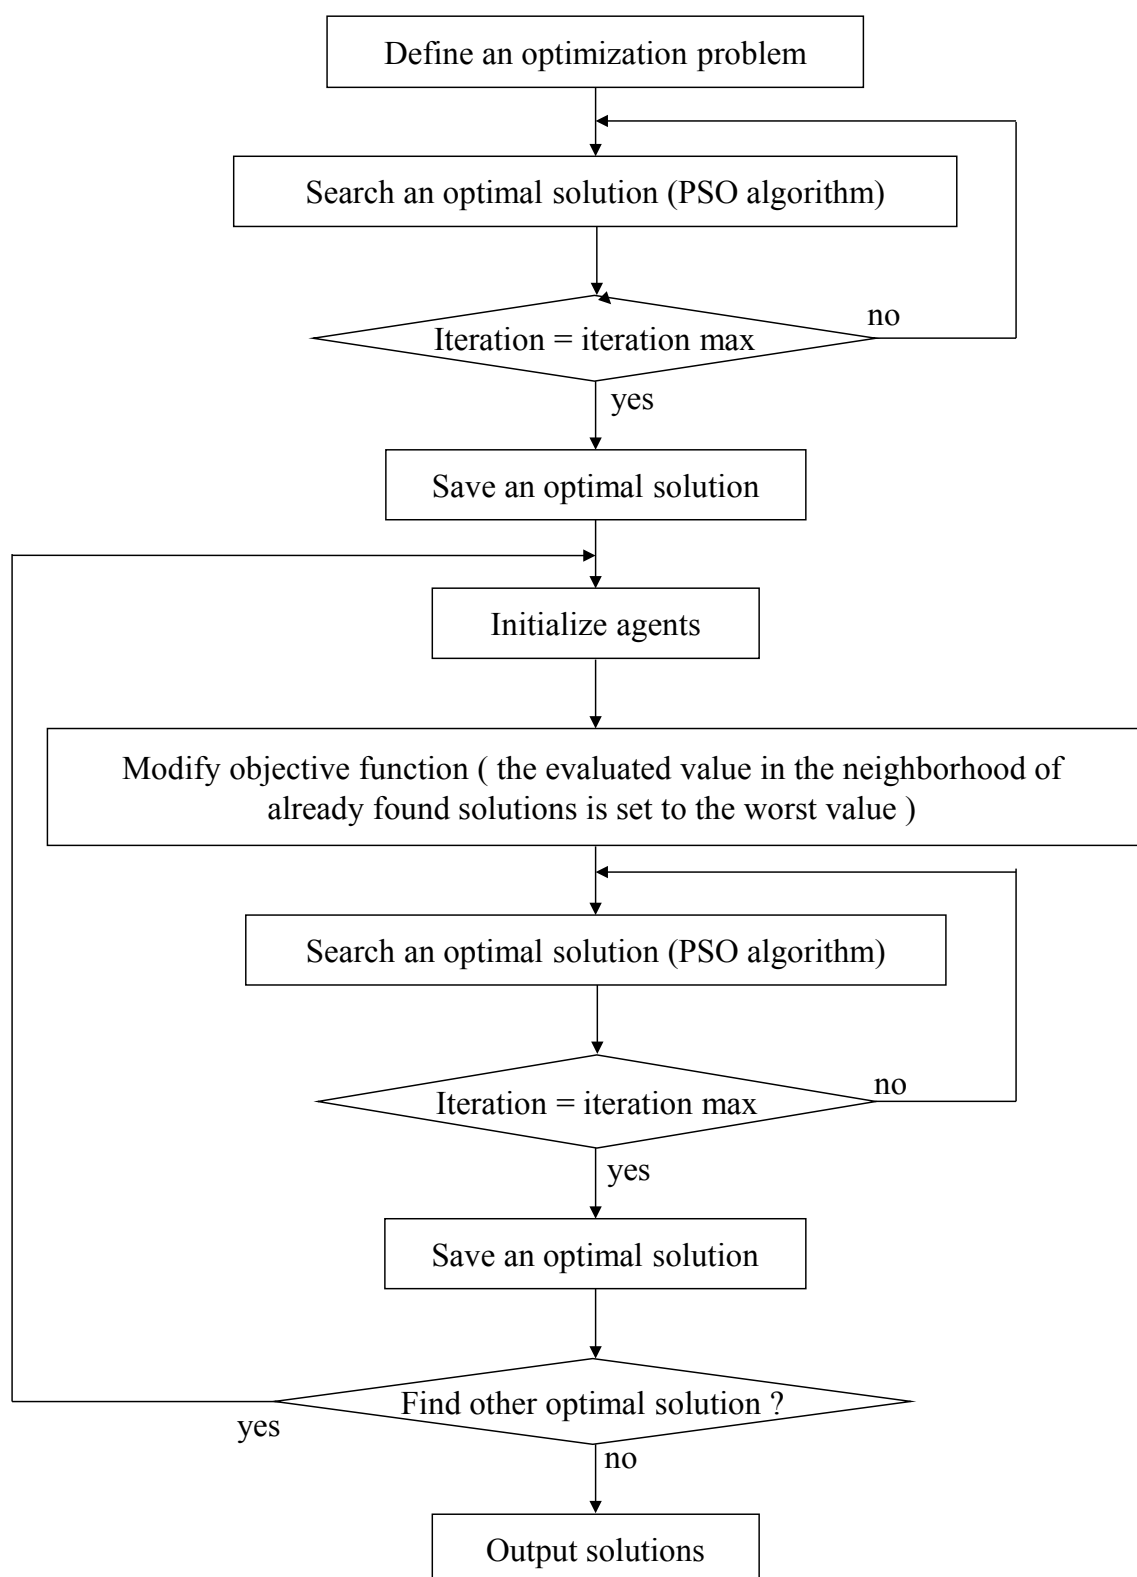 Define an optimization problem
Search an optimal solution (PSO algorithm)
Iteration = iteration max
no
yes
Save an optimal solution
Initialize agents
Modify objective function ( the evaluated value in the neighborhood of
already found solutions is set to the worst value )
Search an optimal solution (PSO algorithm)
Iteration = iteration max
no
yes
Save an optimal solution
Find other optimal solution ?
yes
no
Output solutions